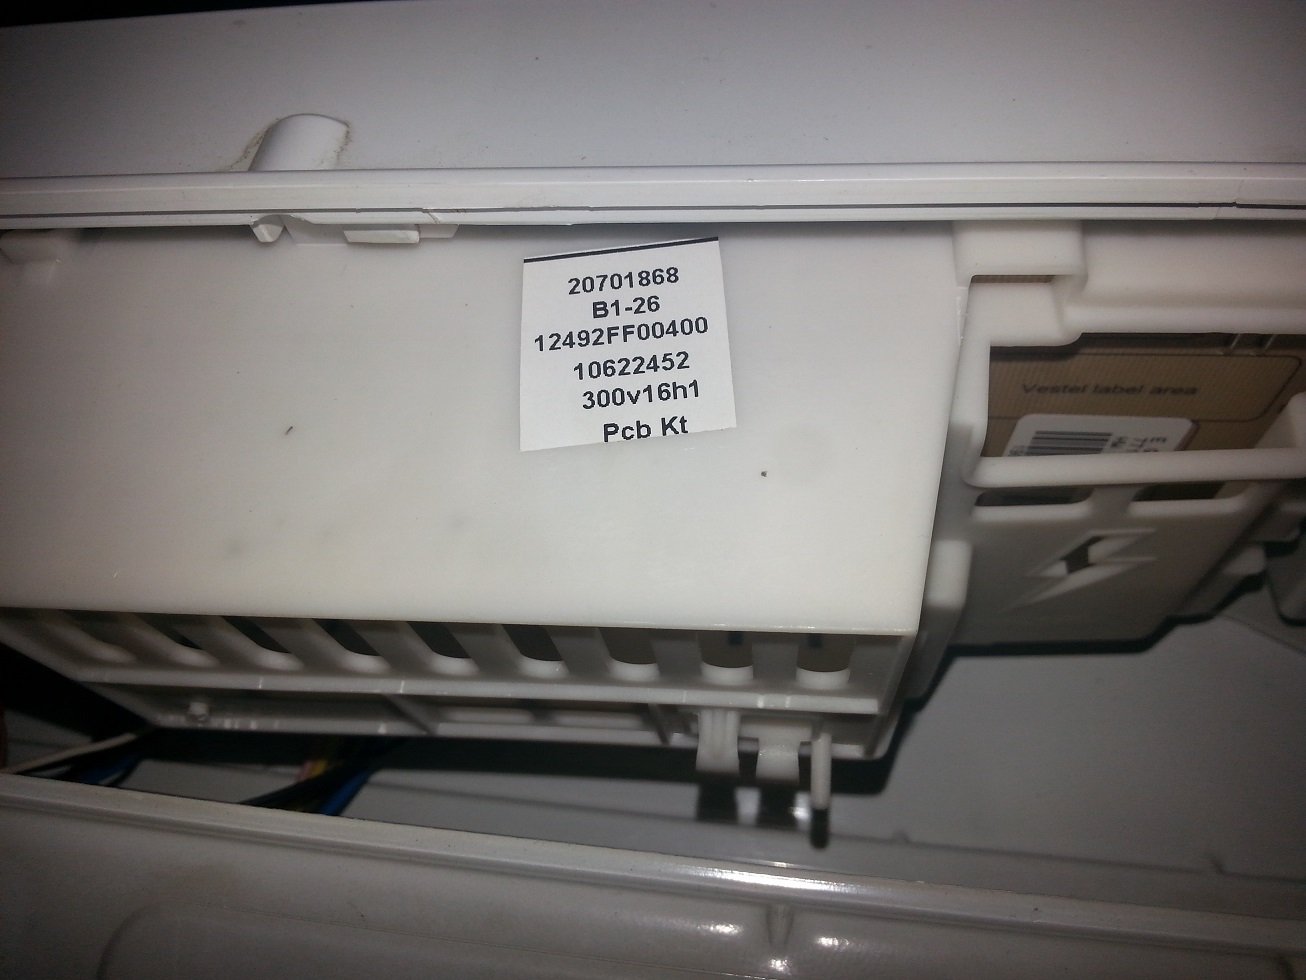 20701868
B1-26
12492FF00400
10622452
300v16h1
Pcb Kt
Vestel label area